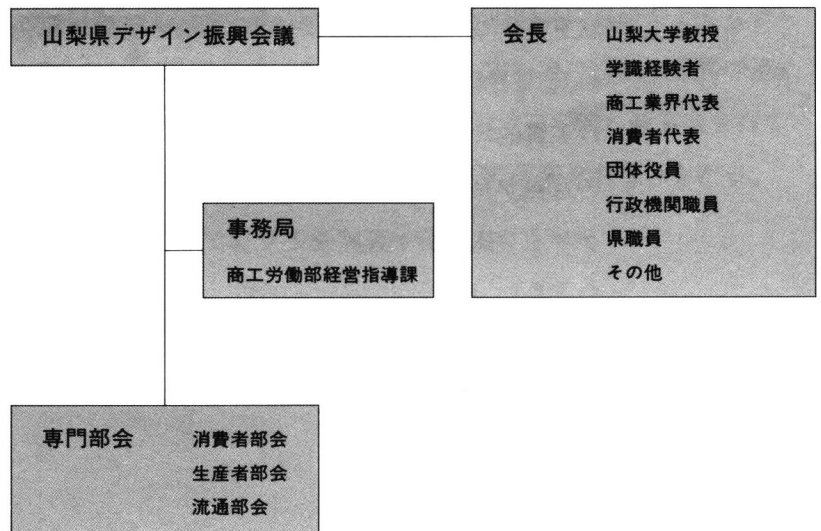 山梨県デザイン振興会議
会長 山梨大学教授
学識経験者
商工業界代表
消費者代表
団体役員
行政機関職員
県職員
その他
事務局
商工労働部経営指導課
専門部会 消費者部会
生産者部会
流通部会